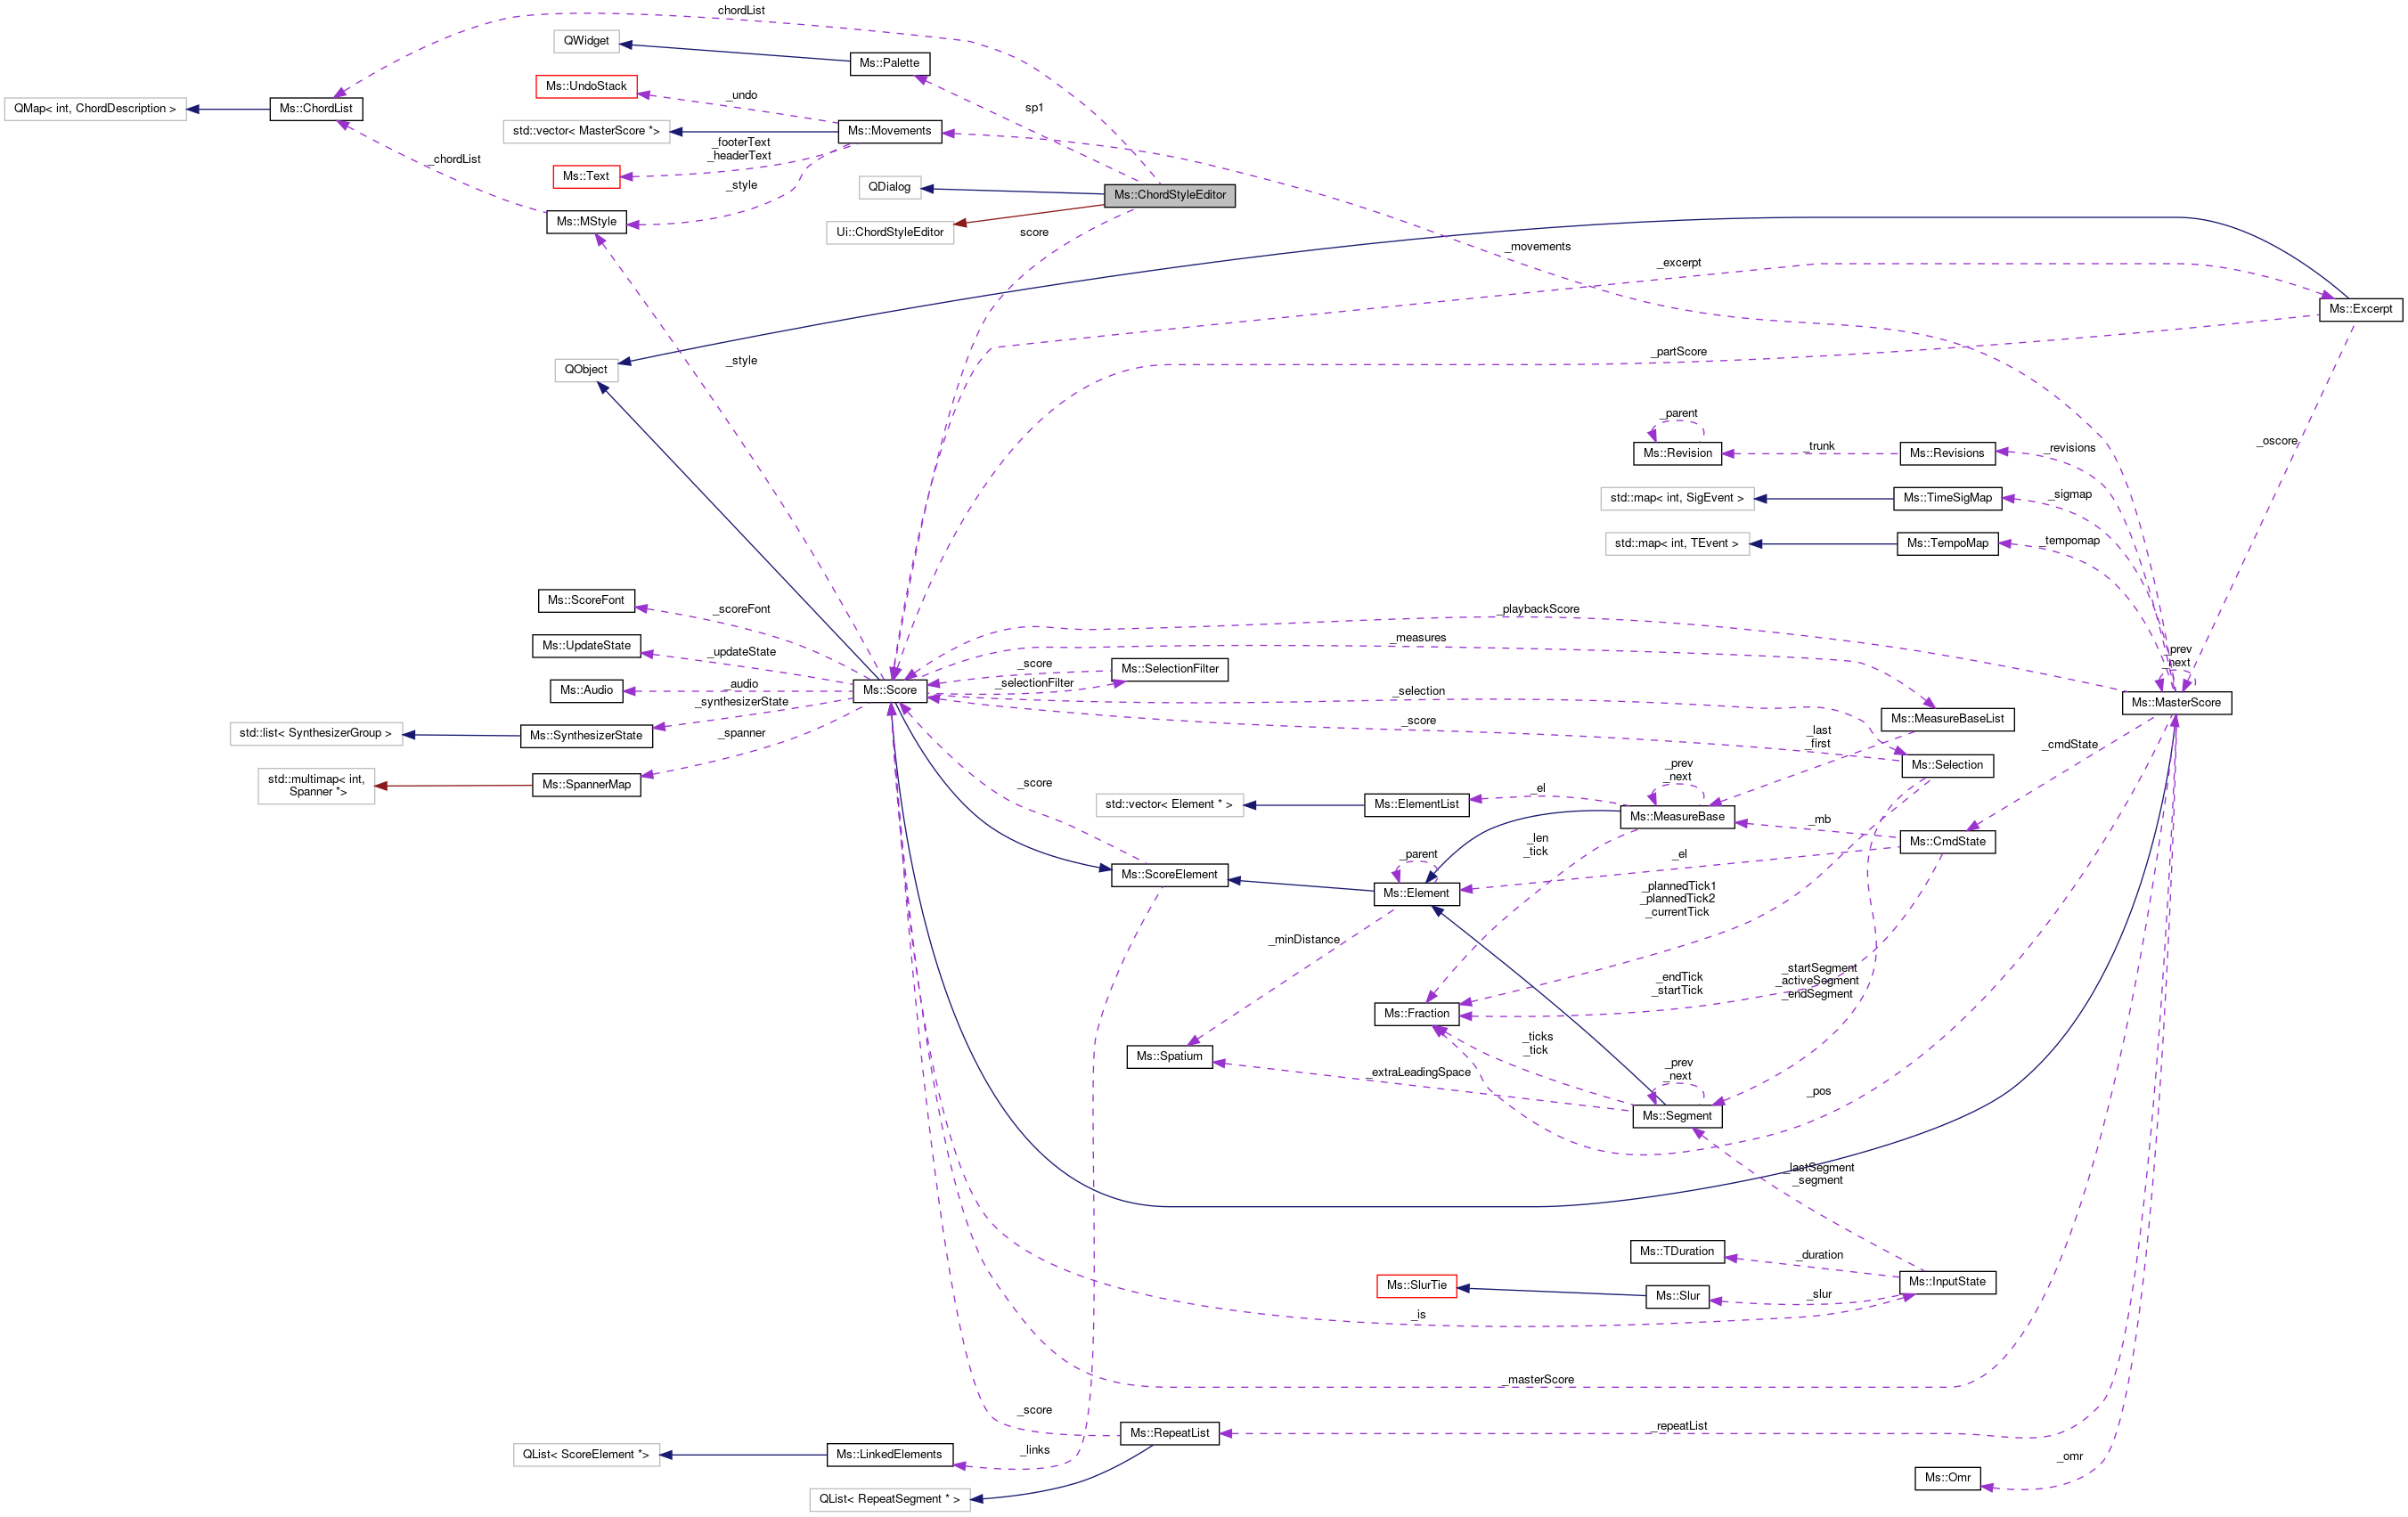 chordList
QWidget
Ms::Palette
Ms::UndoStack
_undo
sp1
QMap< int, ChordDescription >
Ms::ChordList
std::vector< MasterScore *>
Ms::Movements
_footerText
_headerText
_chordList
Ms::Text
_style
QDialog
Ms::ChordStyleEditor
Ms::MStyle
Ui::ChordStyleEditor
score
_movements
_excerpt
Ms::Excerpt
_style
_partScore
QObject
_parent
Ms::Revision
_trunk
Ms::Revisions
_revisions
_oscore
std::map< int, SigEvent >
Ms::TimeSigMap
_sigmap
std::map< int, TEvent >
Ms::TempoMap
_tempomap
Ms::ScoreFont
_scoreFont
_playbackScore
Ms::UpdateState
_updateState
_measures
_score
Ms::SelectionFilter
_prev
_next
Ms::Audio
_audio
Ms::Score
_selectionFilter
_selection
Ms::MasterScore
_synthesizerState
std::list< SynthesizerGroup >
Ms::SynthesizerState
_score
Ms::MeasureBaseList
_spanner
_last
_first
_cmdState
Ms::Selection
std::multimap< int,
Spanner *>
Ms::SpannerMap
_score
_prev
_next
_el
std::vector< Element * >
Ms::ElementList
Ms::MeasureBase
_mb
_len
_tick
Ms::CmdState
_parent
_el
Ms::ScoreElement
Ms::Element
_plannedTick1
_plannedTick2
_currentTick
_minDistance
_endTick
_startTick
_startSegment
_activeSegment
_endSegment
Ms::Fraction
_ticks
_tick
Ms::Spatium
_extraLeadingSpace
_prev
_next
_pos
Ms::Segment
_lastSegment
_segment
Ms::TDuration
_duration
Ms::SlurTie
Ms::Slur
_slur
Ms::InputState
_is
_masterScore
_score
Ms::RepeatList
_repeatList
QList< ScoreElement *>
Ms::LinkedElements
_links
_omr
Ms::Omr
QList< RepeatSegment * >